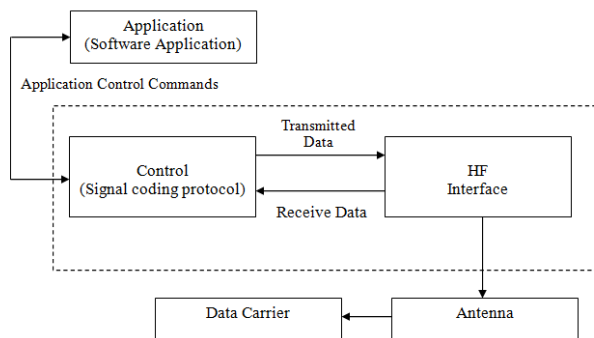 Application
(Software Application)
Application Control Commands
Transmitted
Data
Control
(Signal coding protocol)
HF
Interface
Receive Data
Data Carrier
Antenna